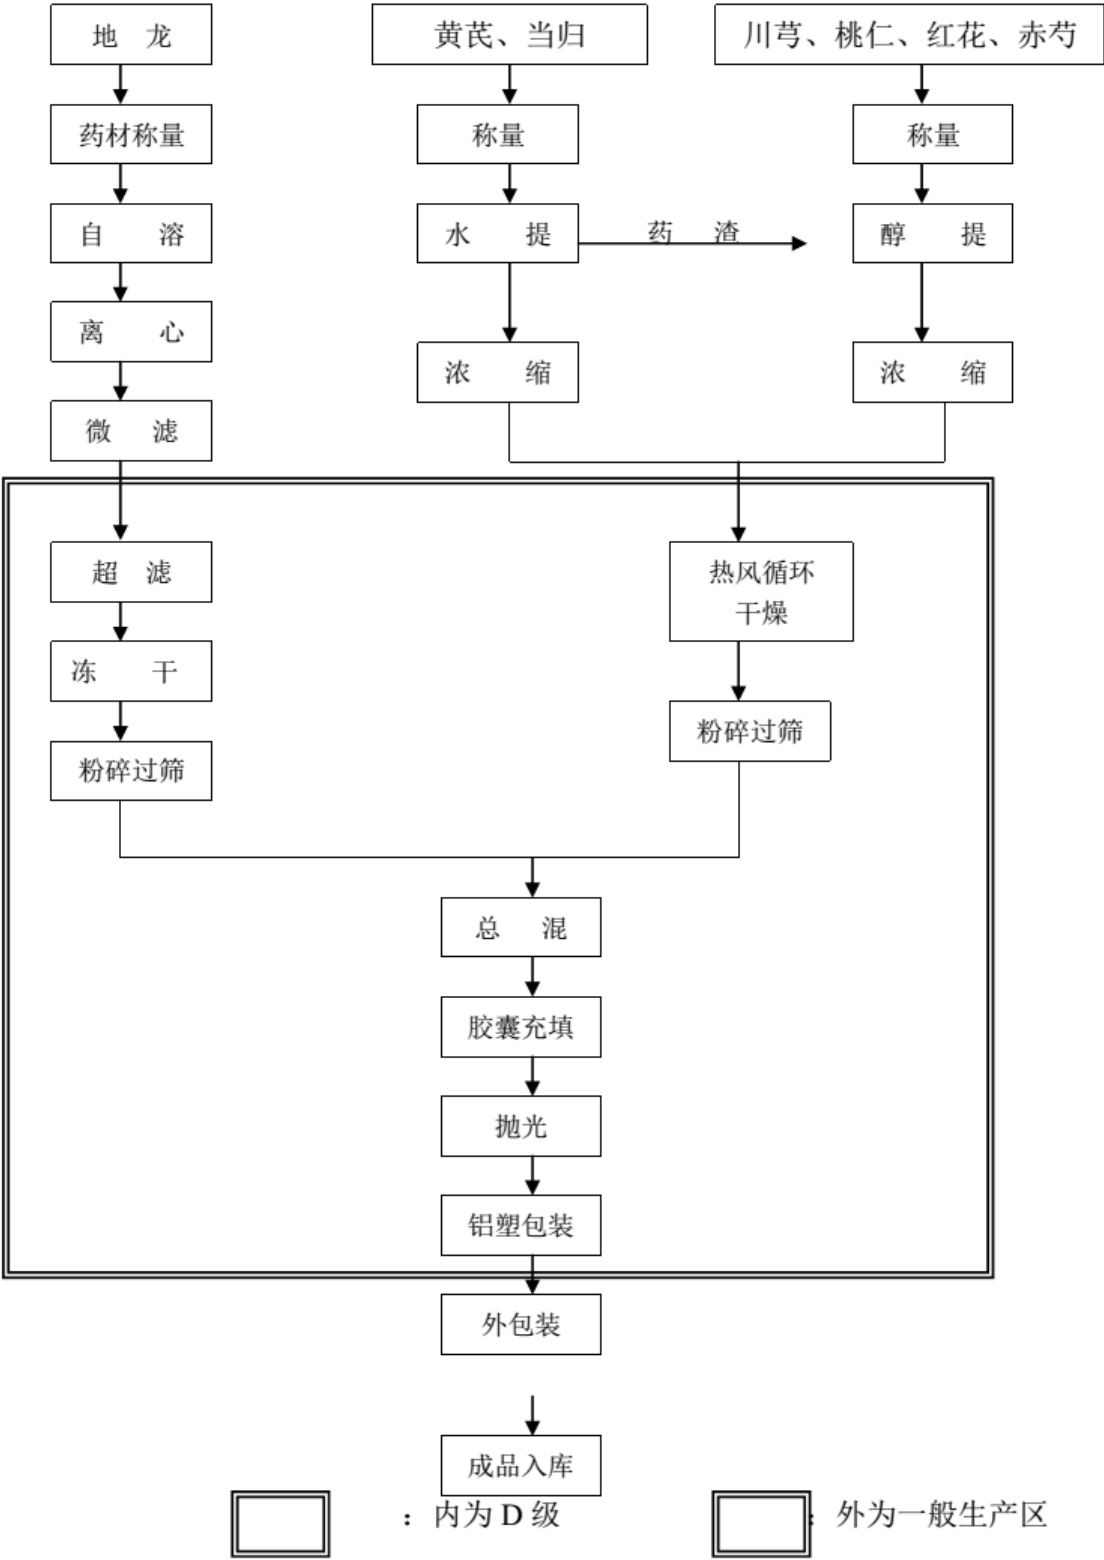 地 龙
黄芪、当归
川芎、桃仁、红花、赤芍
药材称量
称量
称量
自 溶
水 提
药 渣
醇 提
离 心
浓 缩
浓 缩
微 滤
超 滤
热风循环
干燥
冻 干
粉碎过筛
粉碎过筛
总 混
胶囊充填
抛光
铝塑包装
外包装
成品入库
：内为 D 级
：外为一般生产区